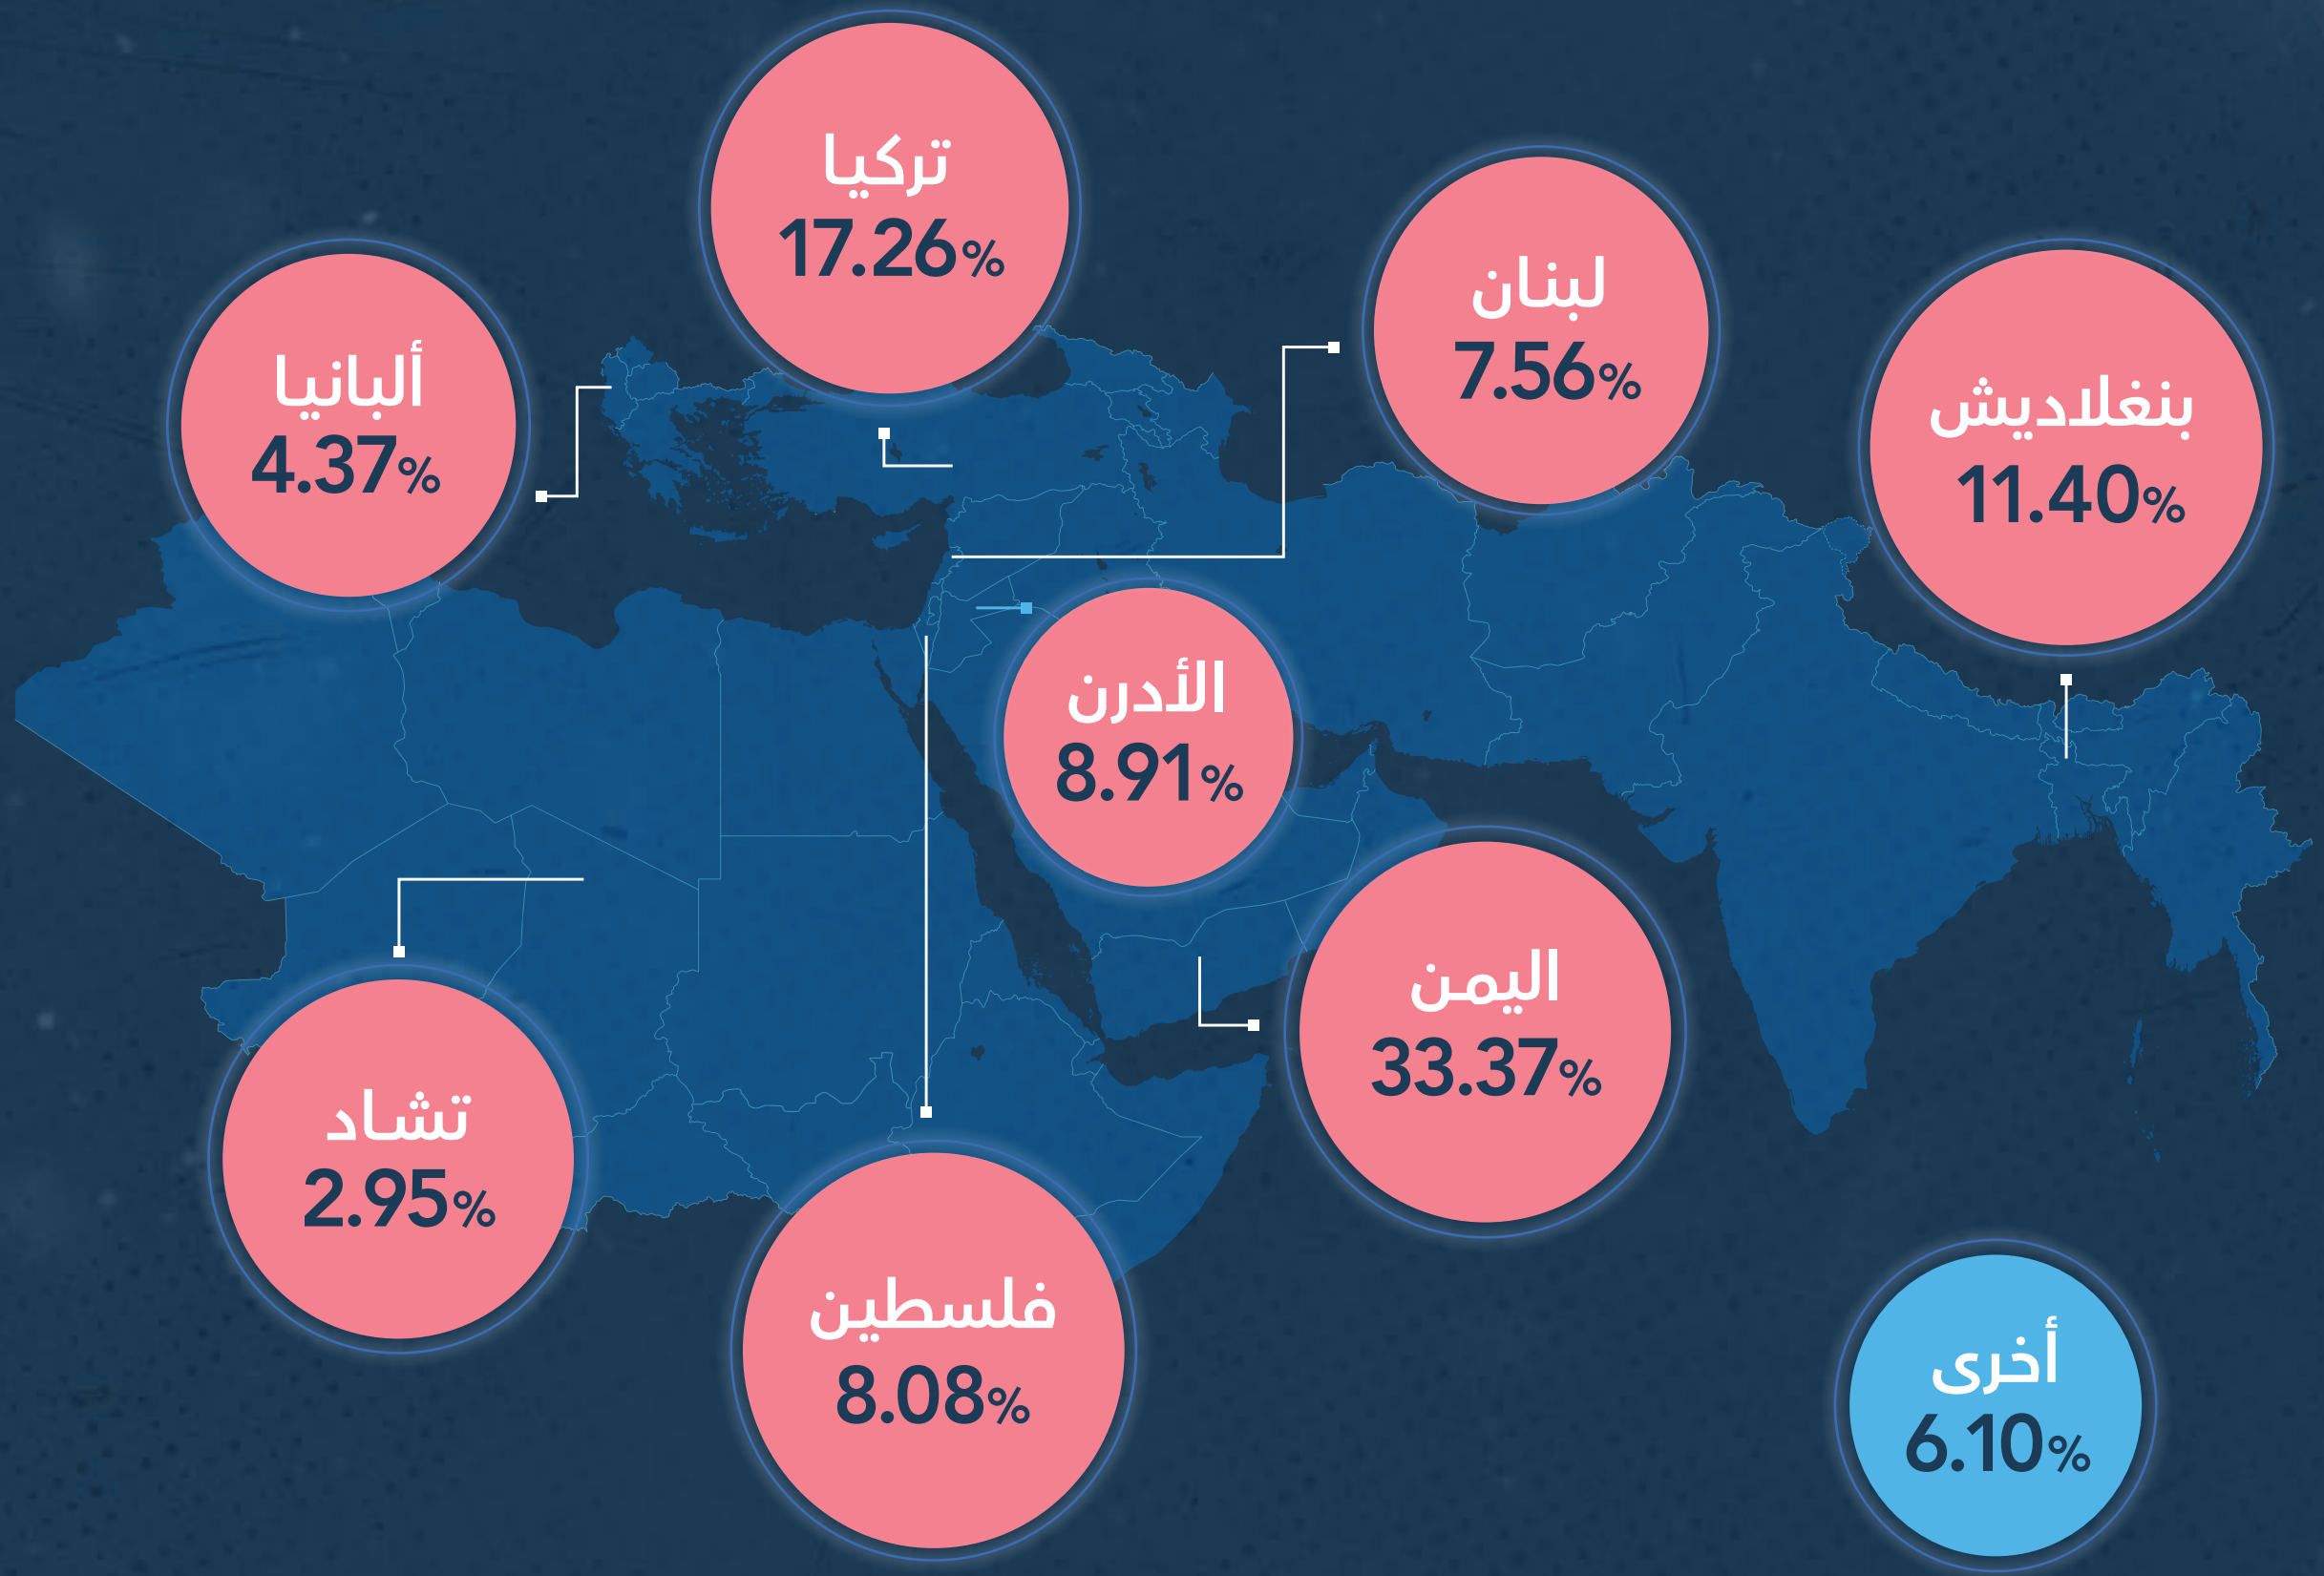 تركيا
17.26%
لبنان
7.56%
ألبانيا
4.37%
بنغلاديش
11.40%
الأدرن
8.91%
اليمن
33.37%
تشاد
2.95%
فلسطين
8.08%
أخرى
6.10%